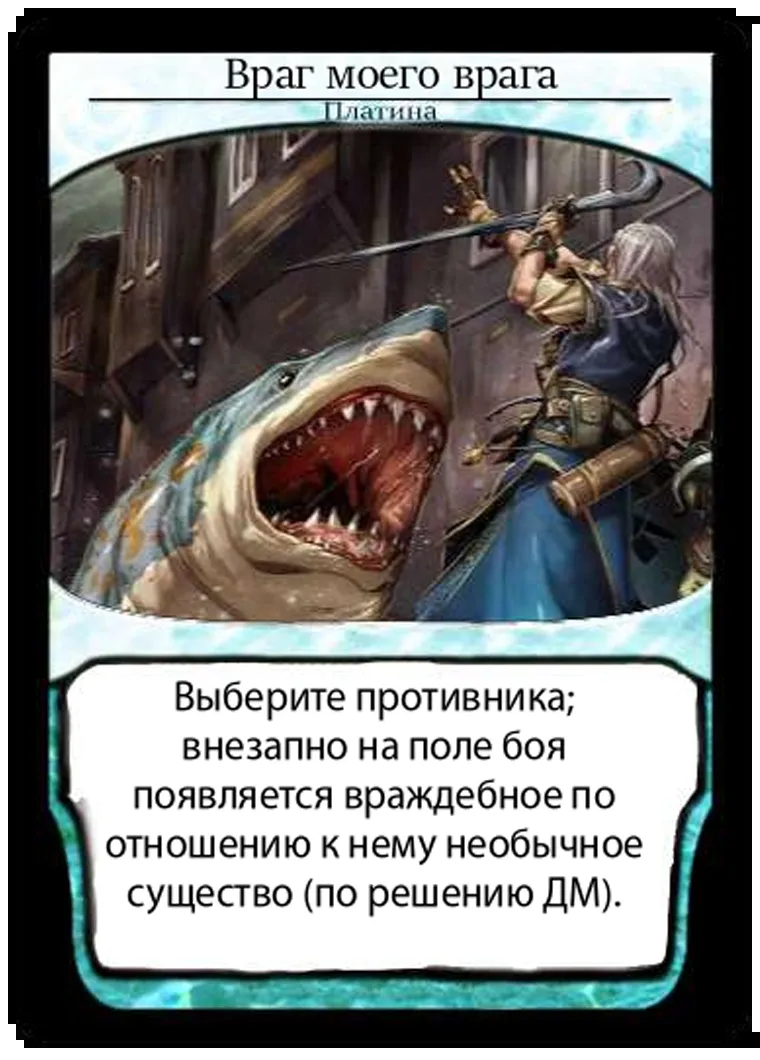 Враг моего врага
Платина
Выберите противника;
внезапно на поле боя
появляется враждебное по
отношению к нему необычное
существо (по решению ДМ).